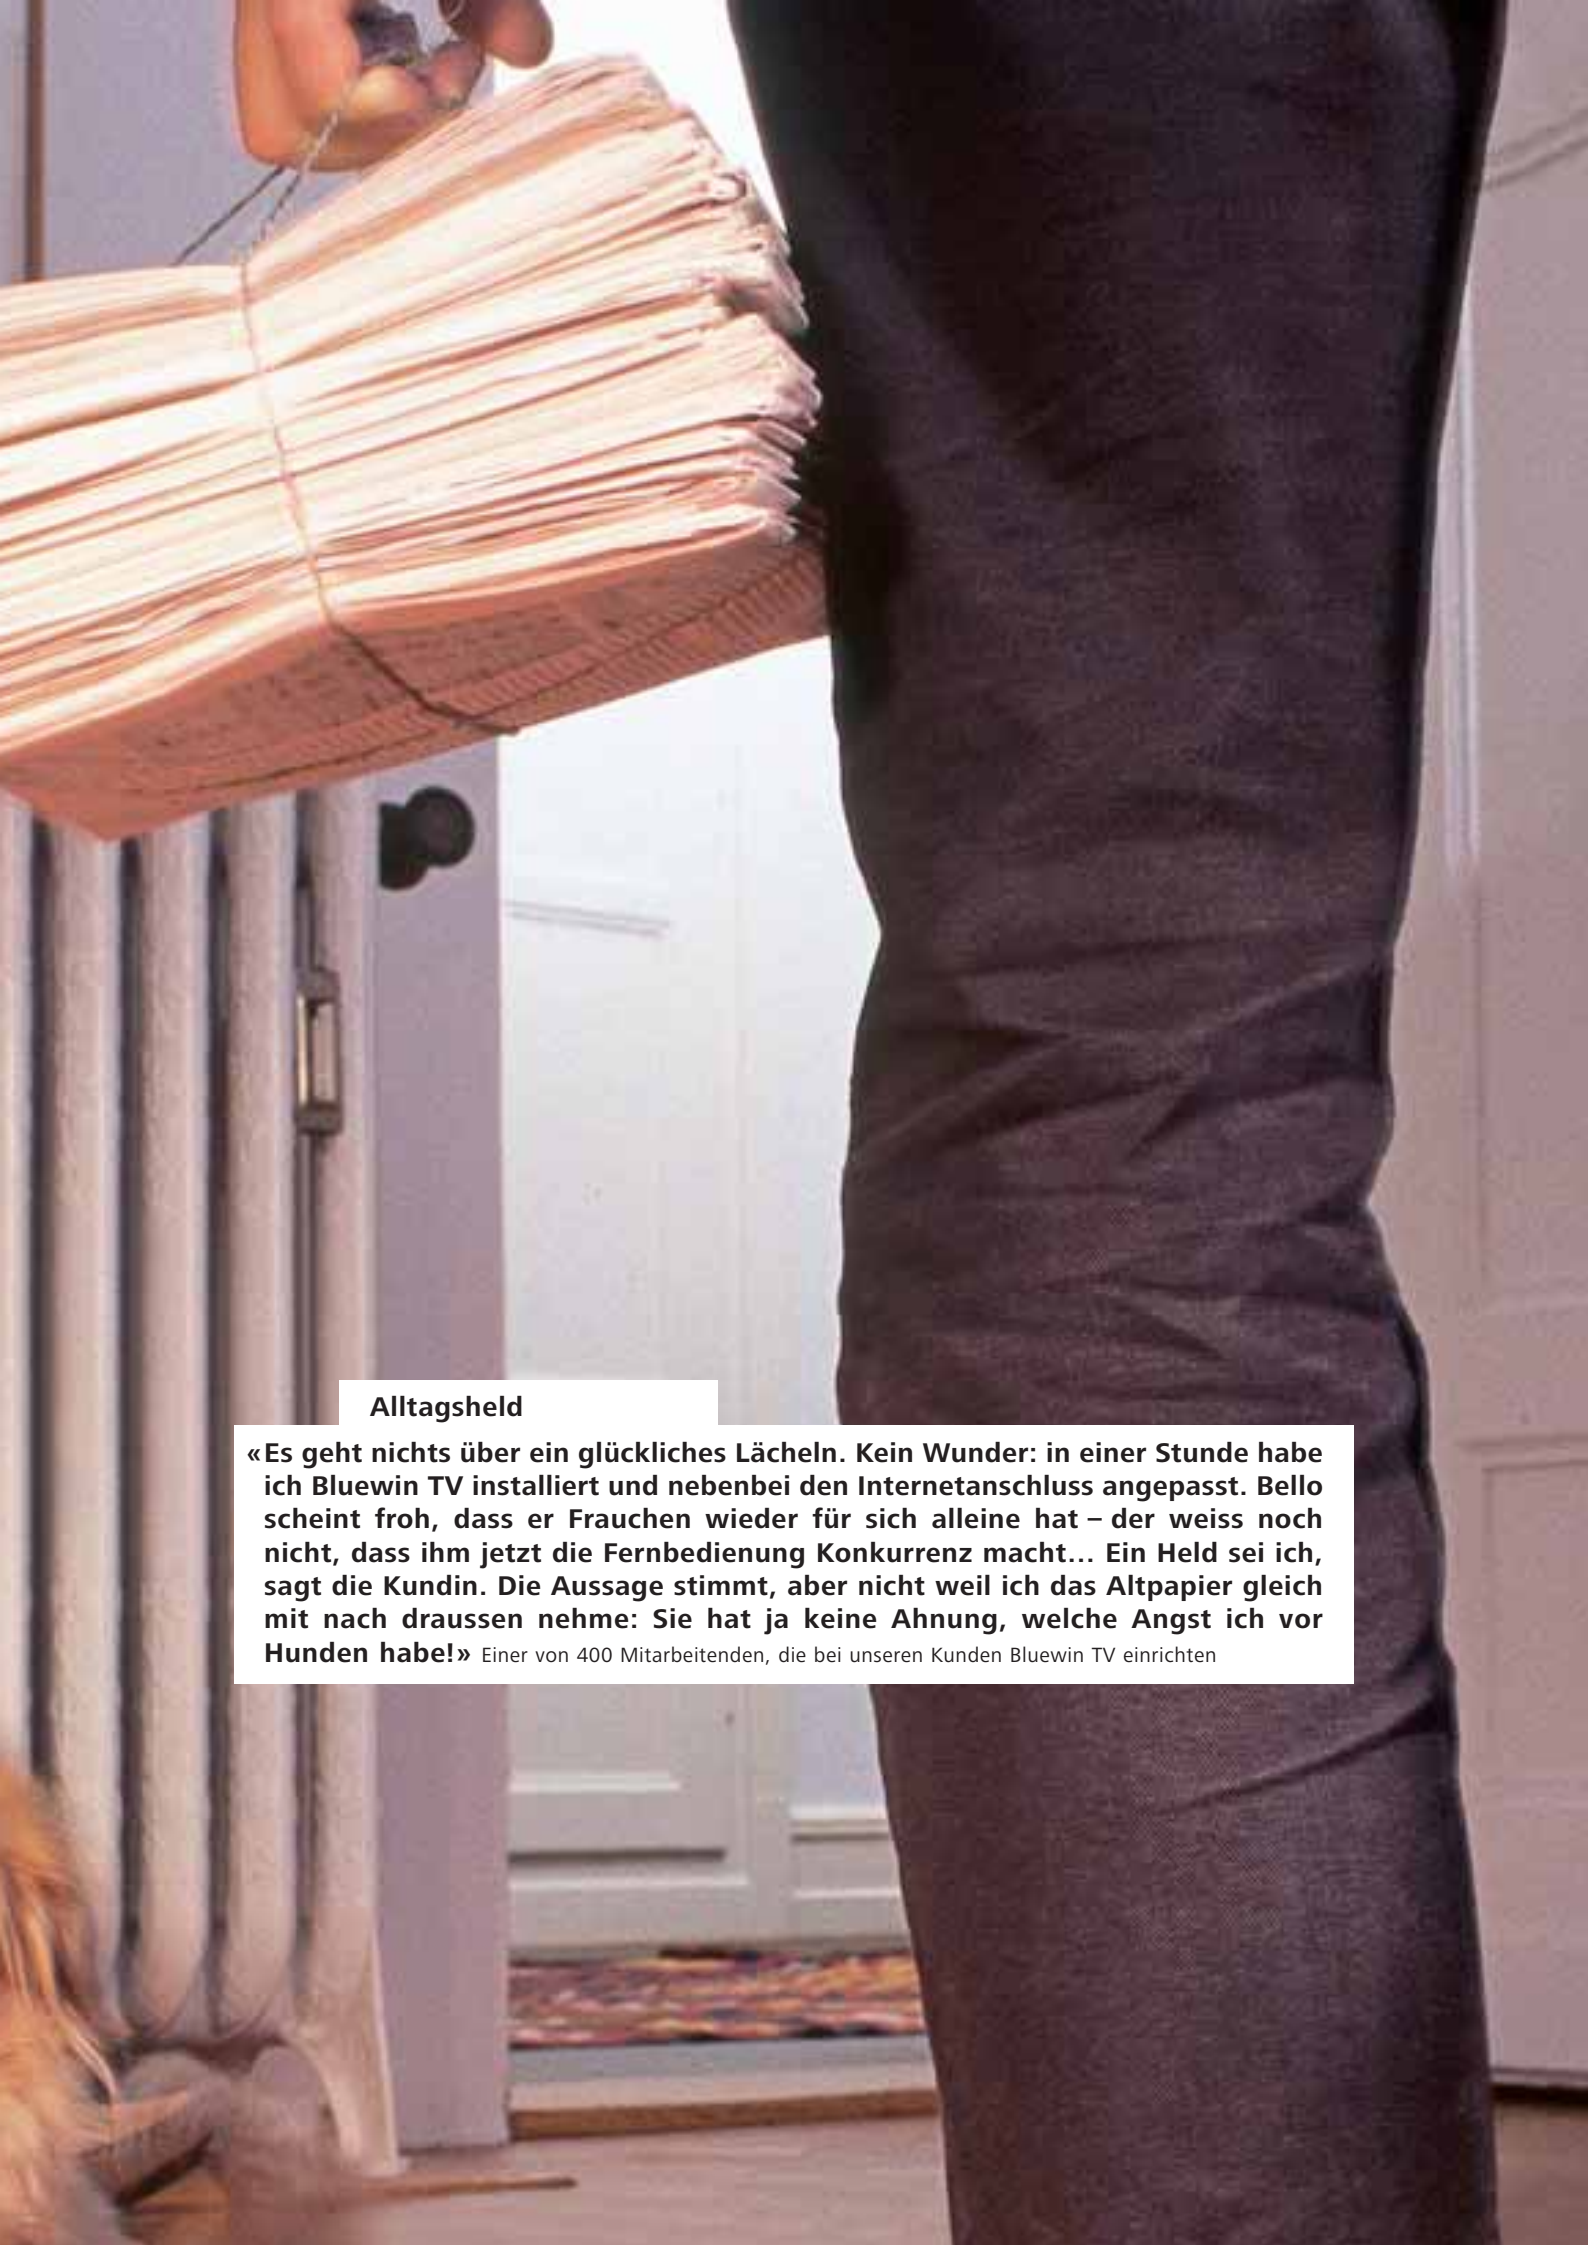 Alltagsheld
«Es geht nichts über ein glückliches Lächeln. Kein Wunder: in einer Stunde habe
ich Bluewin TV installiert und nebenbei den Internetanschluss angepasst. Bello
scheint froh, dass er Frauchen wieder für sich alleine hat – der weiss noch
nicht, dass ihm jetzt die Fernbedienung Konkurrenz macht... Ein Held sei ich,
sagt die Kundin. Die Aussage stimmt, aber nicht weil ich das Altpapier gleich
mit nach draussen nehme: Sie hat ja keine Ahnung, welche Angst ich vor
Hunden habe!» Einer von 400 Mitarbeitenden, die bei unseren Kunden Bluewin TV einrichten